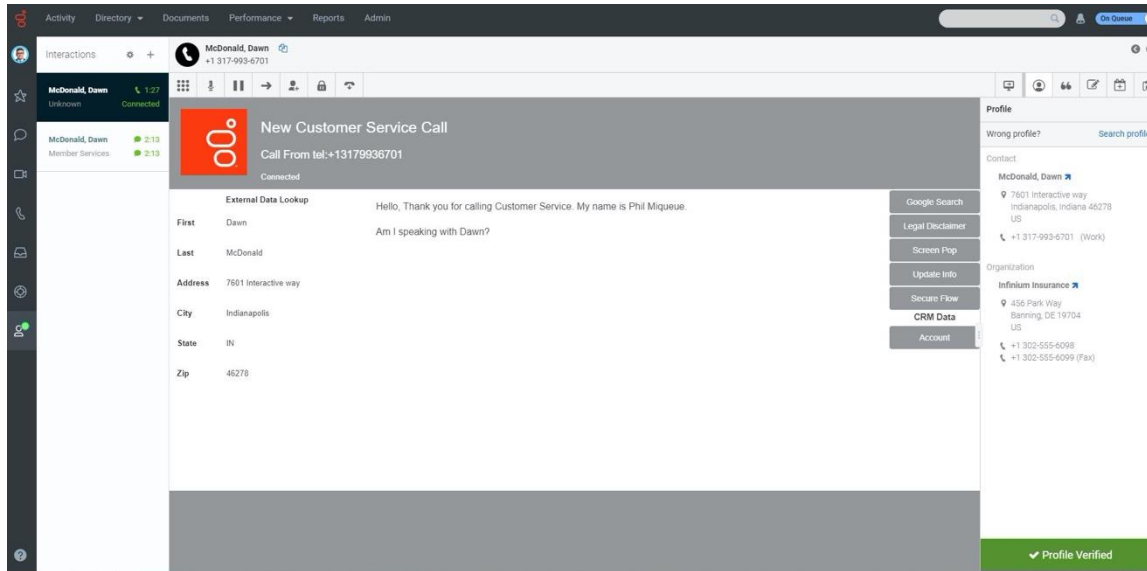 Activity Directory Documents Performance Reports Admin On Queue
Interactions
McDonald, Dawn 1:27
Unknown Connected
McDonald, Dawn 2:13
Member Services 2:13
McDonald, Dawn
+1 317-993-6701
New Customer Service Call
Call From tel:+13179936701
Connected
External Data Lookup
First Dawn
Last McDonald
Address 7601 Interactive way
City Indianapolis
State IN
Zip 46278
Hello, Thank you for calling Customer Service. My name is Phil Miqueue.
Am I speaking with Dawn?
Google Search
Legal Disclaimer
Screen Pop
Update Info
Secure Flow
CRM Data
Account
Profile
Wrong profile? Search profile
Contact
McDonald, Dawn
7601 Interactive way
Indianapolis, Indiana 46278
US
+1 317-993-6701 (Work)
Organization
Infinium Insurance
456 Park Way
Banning, DE 19704
US
+1 302-555-6098
+1 302-555-6099 (Fax)
Profile Verified